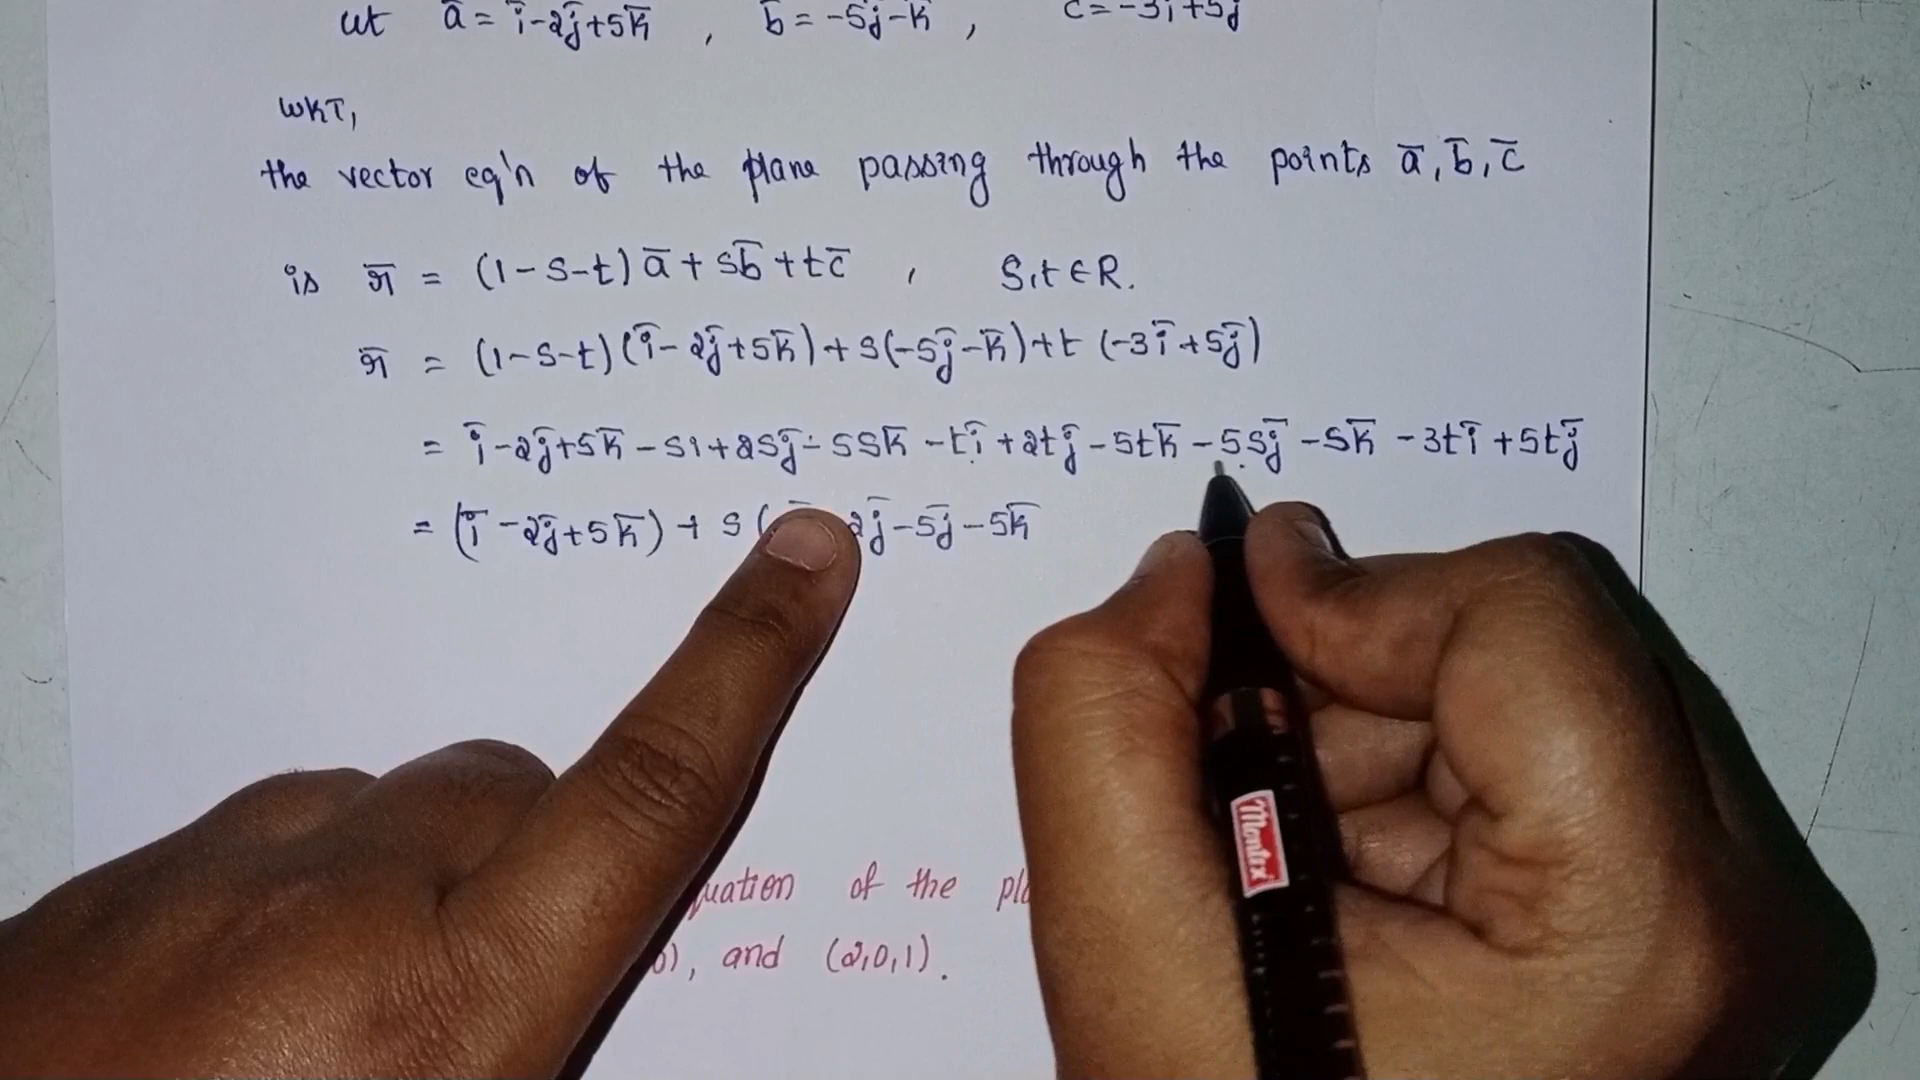 let a̅ = i̅-2j̅+5k̅ , b̅ = -5j̅-k̅ , c̅ = -3i̅+5j̅
WKT,
the vector eq'n of the plane passing through the points a̅, b̅, c̅
is r̅ = (1-s-t) a̅ + sb̅ + tc̅ , s,t ∈ R.
r̅ = (1-s-t) (i̅-2j̅+5k̅) + s(-5j̅-k̅) + t (-3i̅+5j̅)
= i̅-2j̅+5k̅ - si + 2sj̅ - 5sk̅ - ti̅ + 2tj̅ - 5tk̅ - 5sj̅ - sk̅ - 3ti̅ + 5tj̅
= (i̅-2j̅+5k̅) + s ( 2j̅-5j̅-5k̅
of the
and (2,0,1).
Montex